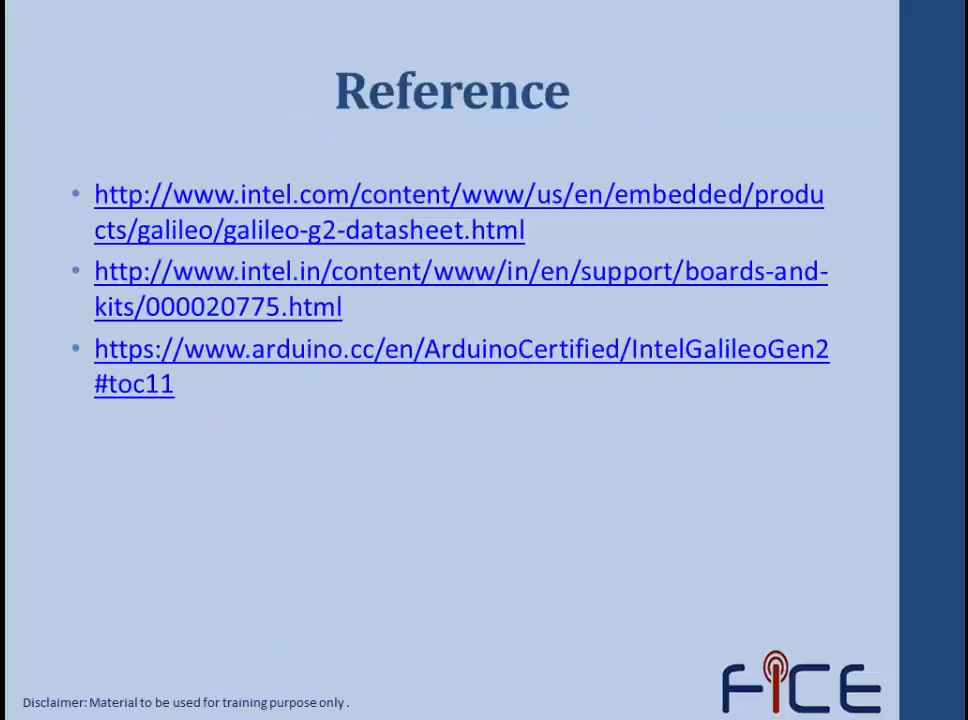 Reference
• http://www.intel.com/content/www/us/en/embedded/produ
cts/galileo/galileo-g2-datasheet.html
• http://www.intel.in/content/www/in/en/support/boards-and-
kits/000020775.html
• https://www.arduino.cc/en/ArduinoCertified/IntelGalileoGen2
#toc11
Disclaimer: Material to be used for training purpose only .
FiCE